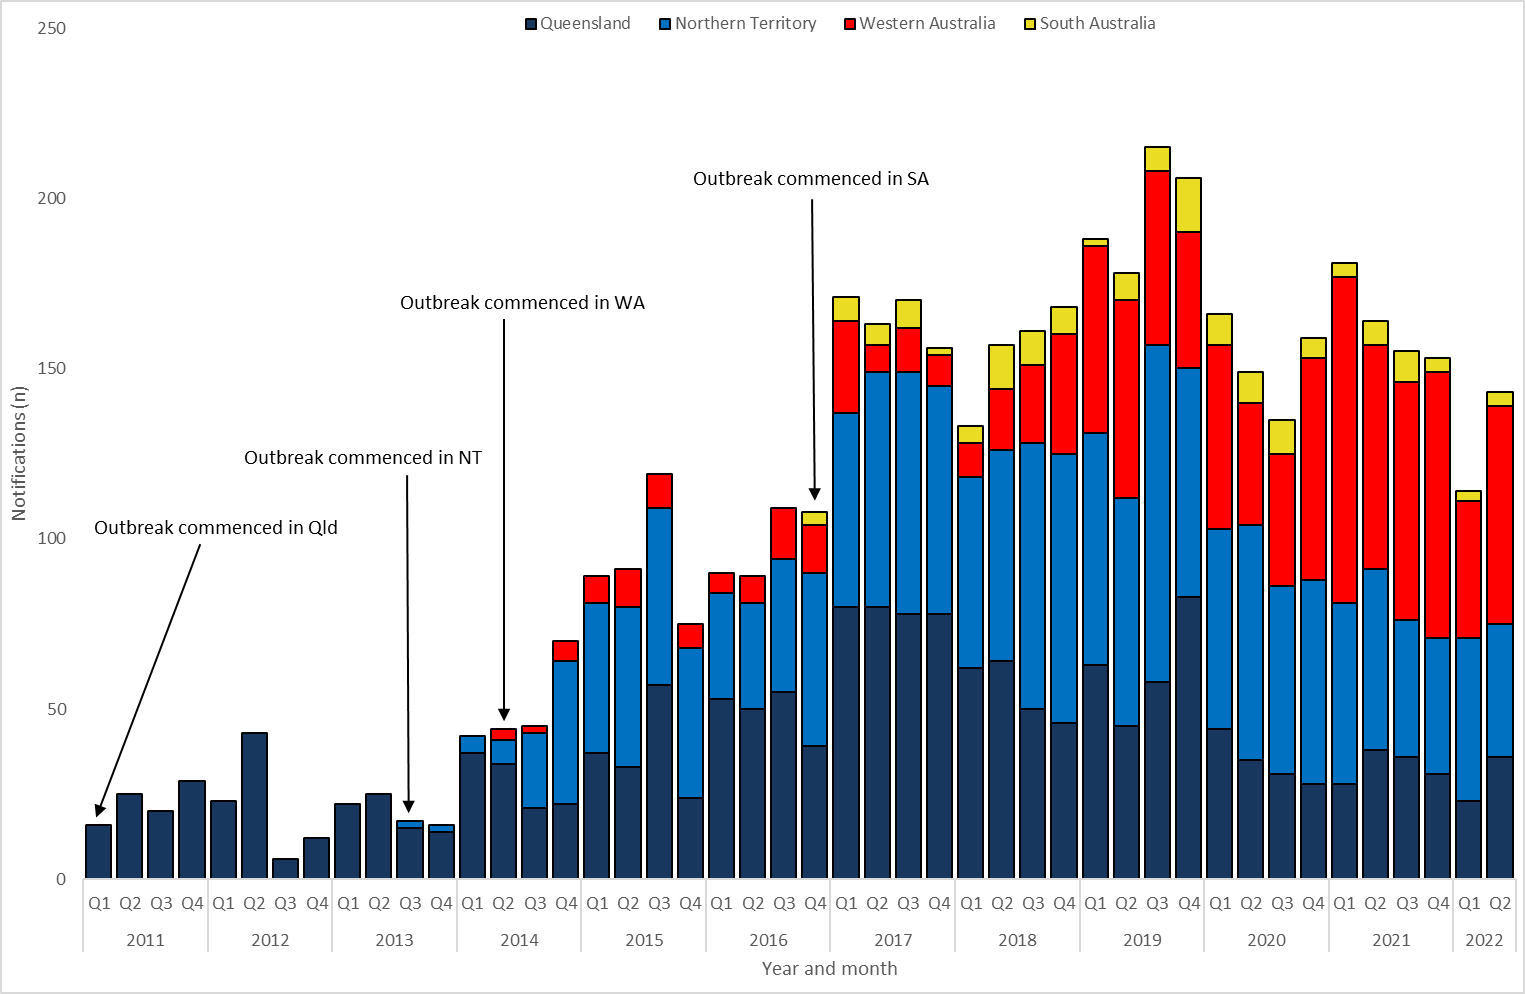 Queensland Northern Territory Western Australia South Australia
250
200
150
100
50
0
Notifications (n)
Outbreak commenced in SA
Outbreak commenced in WA
Outbreak commenced in NT
Outbreak commenced in Qld
Q1 Q2 Q3 Q4 Q1 Q2 Q3 Q4 Q1 Q2 Q3 Q4 Q1 Q2 Q3 Q4 Q1 Q2 Q3 Q4 Q1 Q2 Q3 Q4 Q1 Q2 Q3 Q4 Q1 Q2 Q3 Q4 Q1 Q2 Q3 Q4 Q1 Q2 Q3 Q4 Q1 Q2 Q3 Q4 Q1 Q2
2011 2012 2013 2014 2015 2016 2017 2018 2019 2020 2021 2022
Year and month